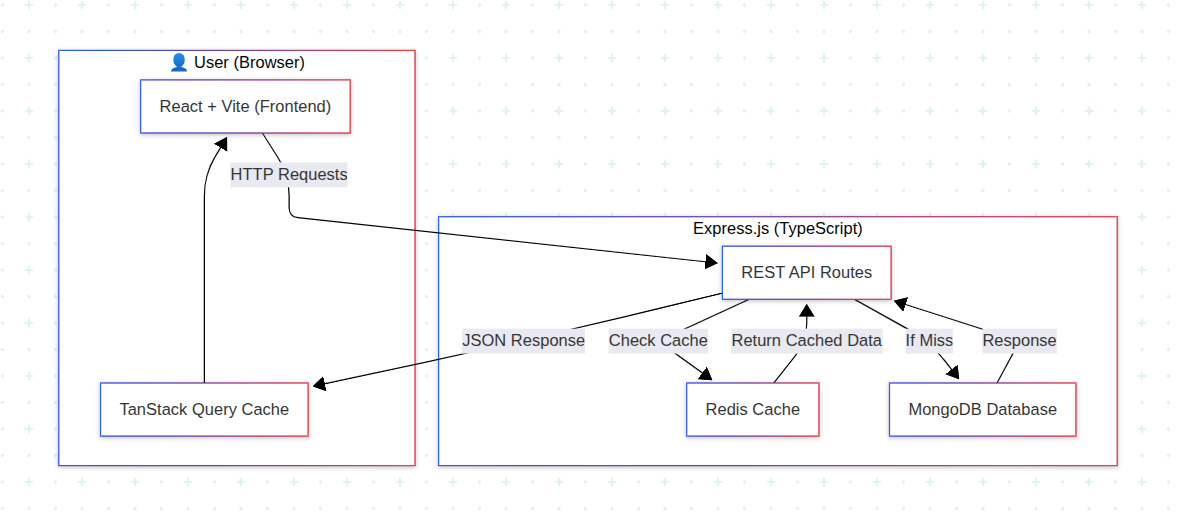 👤 User (Browser)
React + Vite (Frontend)
HTTP Requests
Express.js (TypeScript)
REST API Routes
JSON Response
Check Cache
Return Cached Data
If Miss
Response
TanStack Query Cache
Redis Cache
MongoDB Database